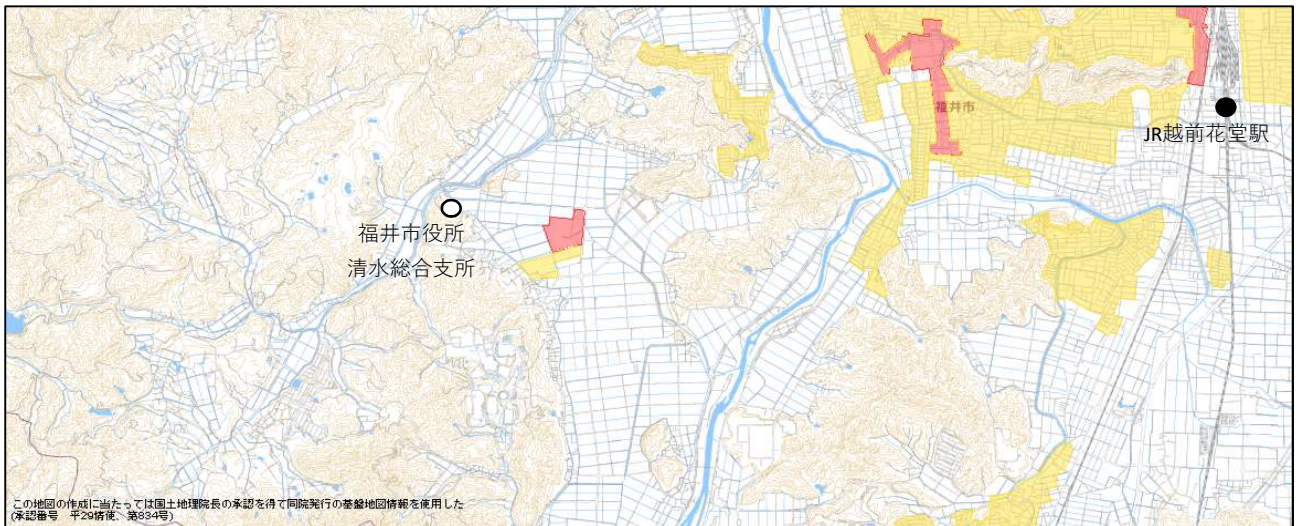 福井市
JR越前花堂駅
福井市役所
清水総合支所
この地図の作成に当たっては国土地理院長の承認を得て同院発行の基盤地図情報を使用した
(承認番号 平29情使、第834号)